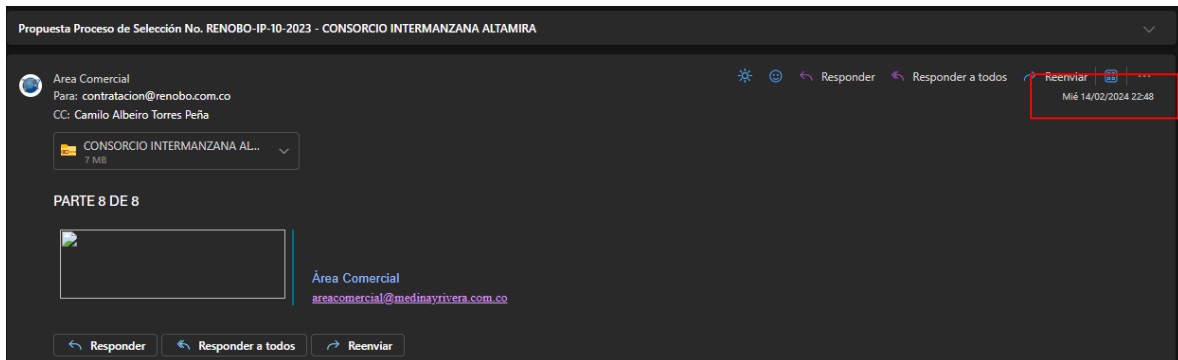 Propuesta Proceso de Selección No. RENOBO-IP-10-2023 - CONSORCIO INTERMANZANA ALTAMIRA
Area Comercial
Responder
Responder a todos
Reenviar
Para: contratacion@renobo.com.co
Mié 14/02/2024 22:48
CC: Camilo Albeiro Torres Peña
CONSORCIO INTERMANZANA AL...
7 MB
PARTE 8 DE 8
Área Comercial
areacomercial@medinayrivera.com.co
Responder
Responder a todos
Reenviar